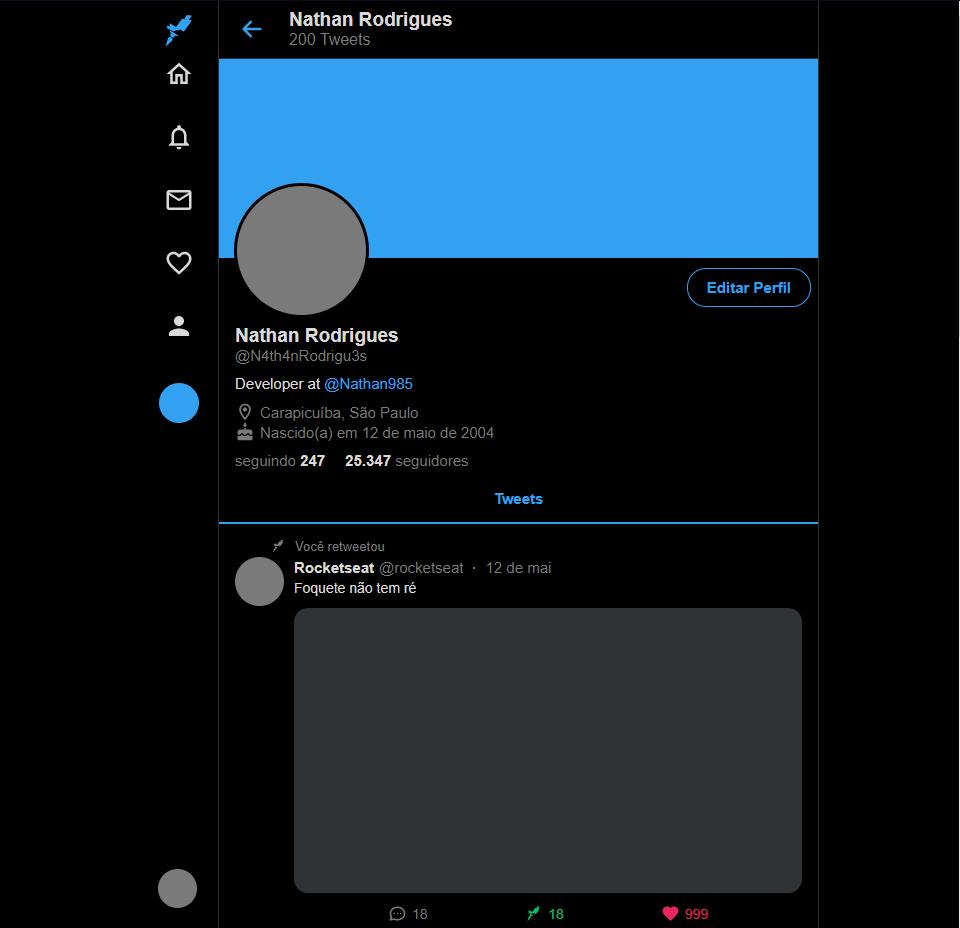 Nathan Rodrigues
200 Tweets
Editar Perfil
Nathan Rodrigues
@N4th4nRodrigu3s
Developer at @Nathan985
Carapicuíba, São Paulo
Nascido(a) em 12 de maio de 2004
seguindo 247 25.347 seguidores
Tweets
Você retweetou
Rocketseat @rocketseat · 12 de mai
Foquete não tem ré
18 18 999